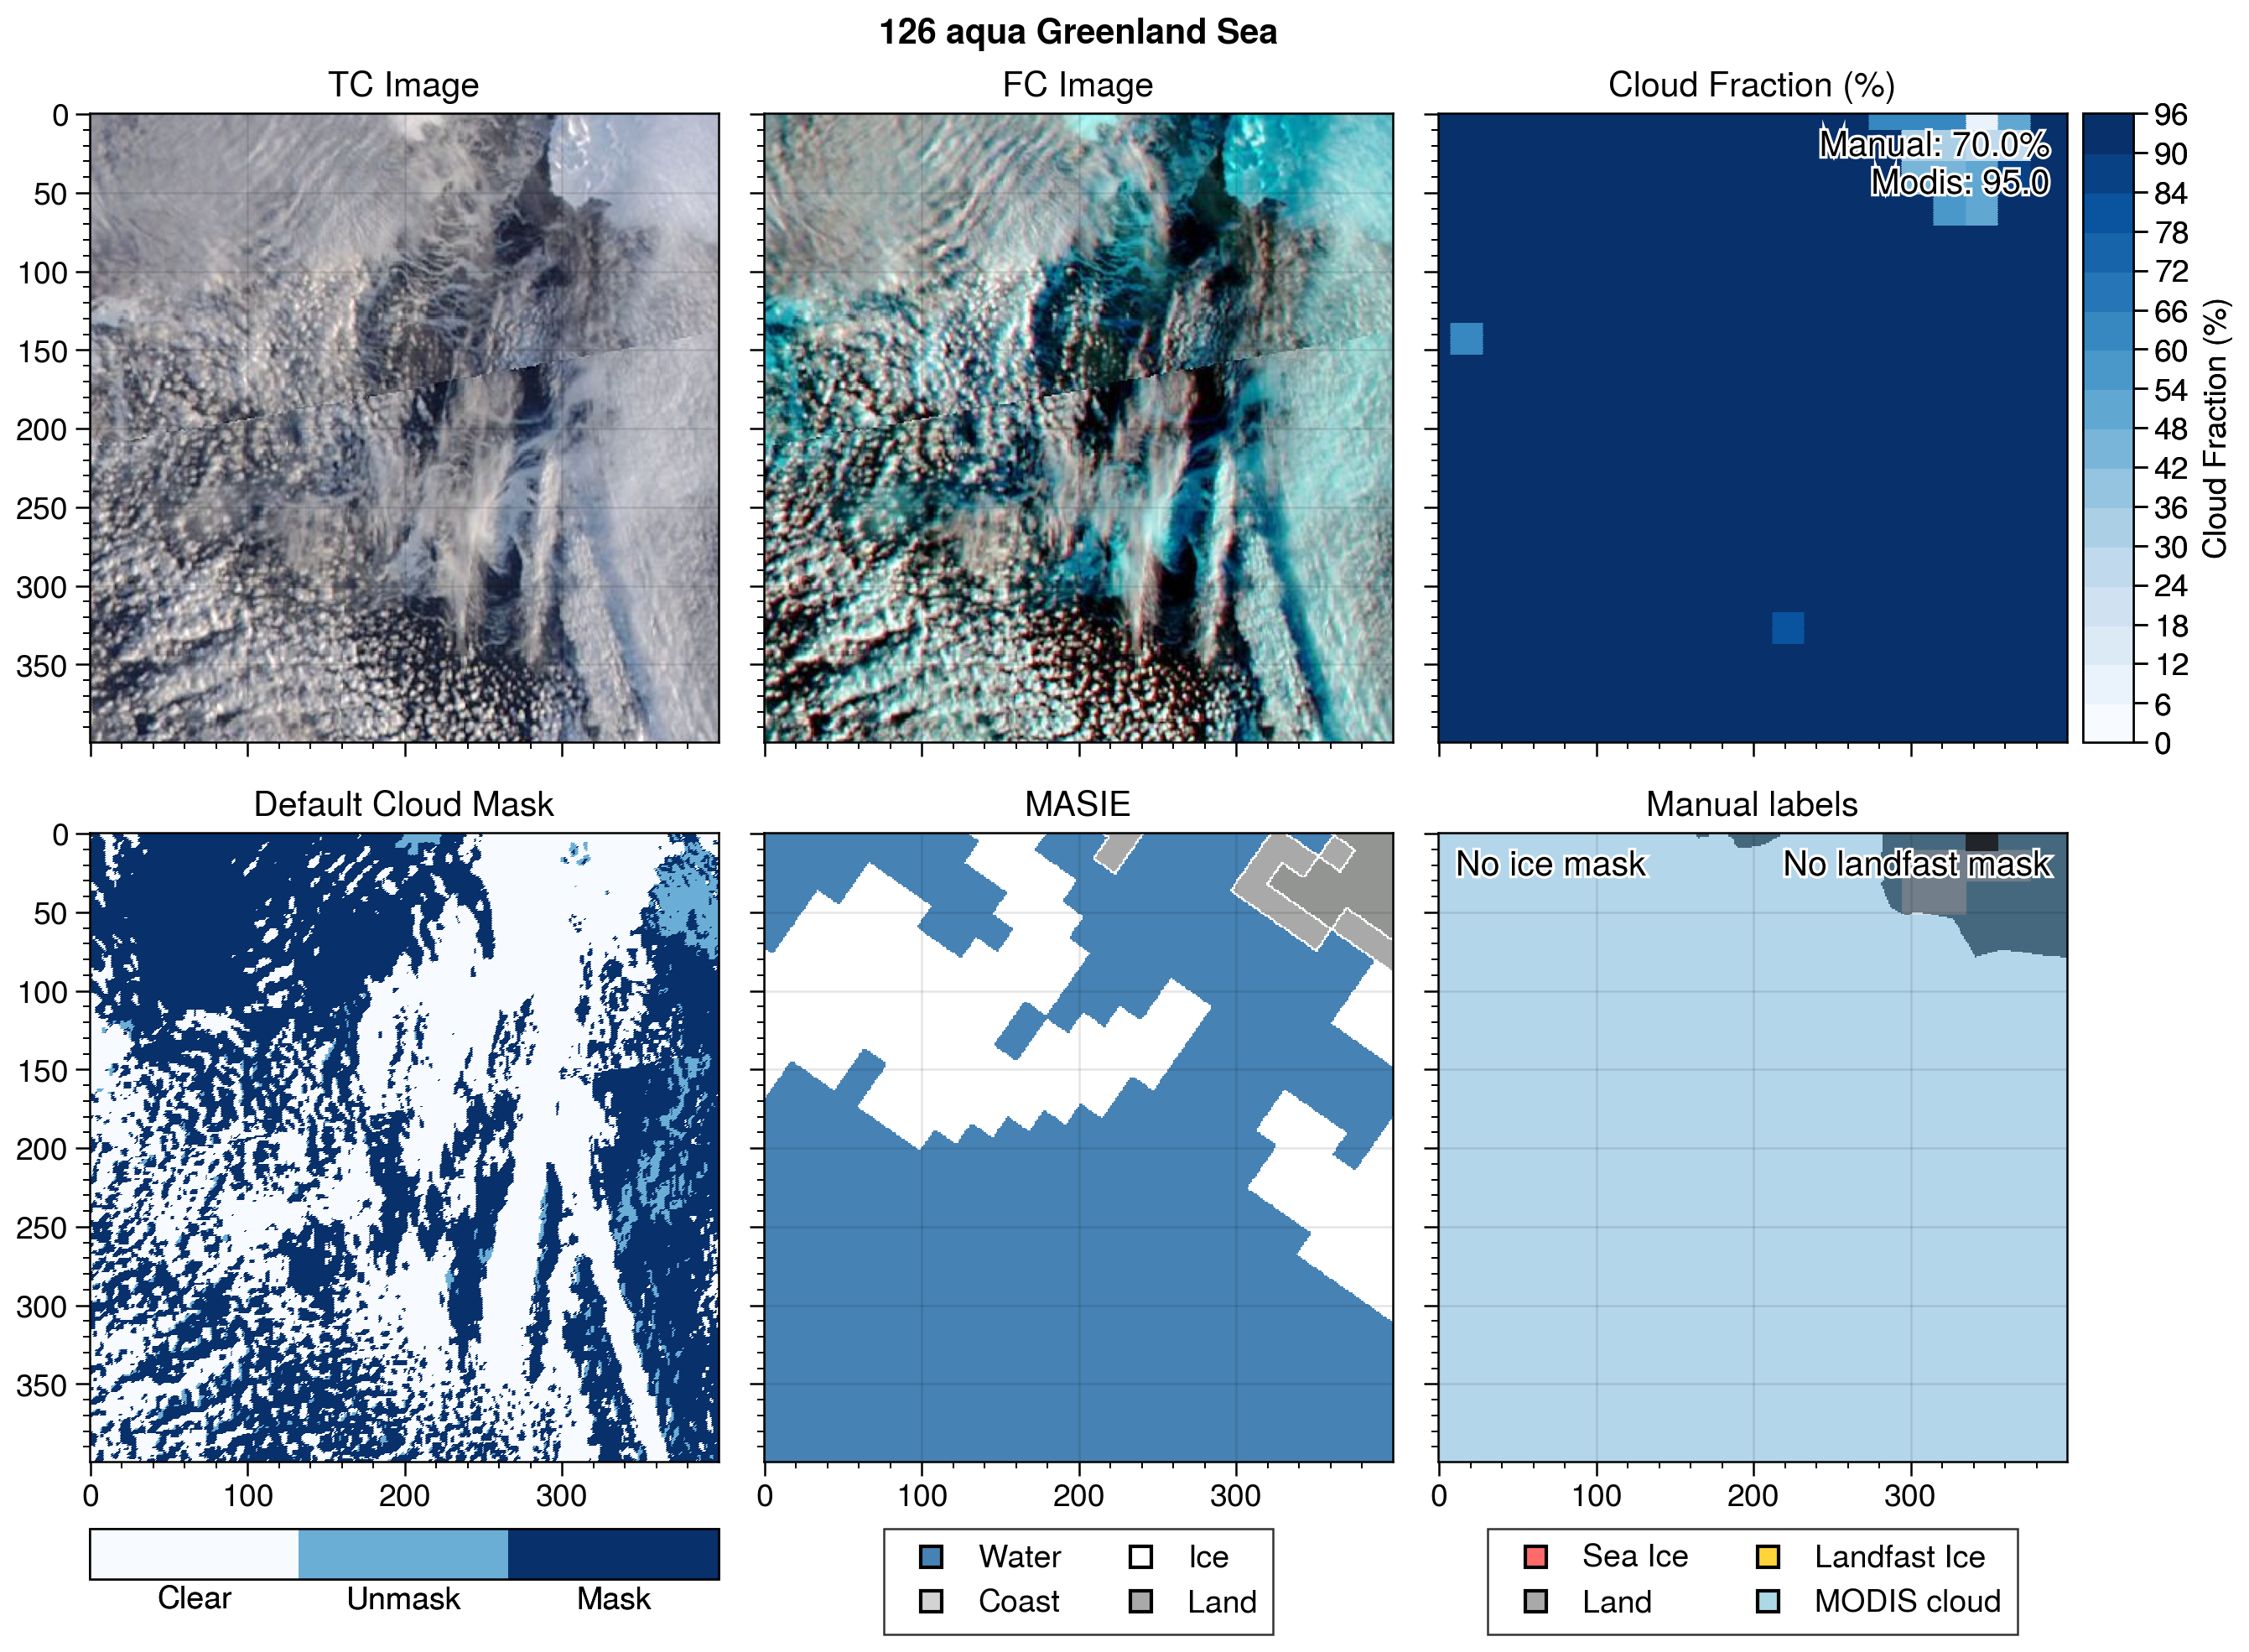 126 aqua Greenland Sea
TC Image
FC Image
Cloud Fraction (%)
0
50
100
150
200
250
300
350
Manual: 70.0%
Modis: 95.0
96
90
84
78
72
66
60
54
48
42
36
30
24
18
12
6
0
Cloud Fraction (%)
Default Cloud Mask
MASIE
Manual labels
0
50
100
150
200
250
300
350
No ice mask
No landfast mask
0 100 200 300
0 100 200 300
0 100 200 300
Clear Unmask Mask
Water Ice
Coast Land
Sea Ice Landfast Ice
Land MODIS cloud